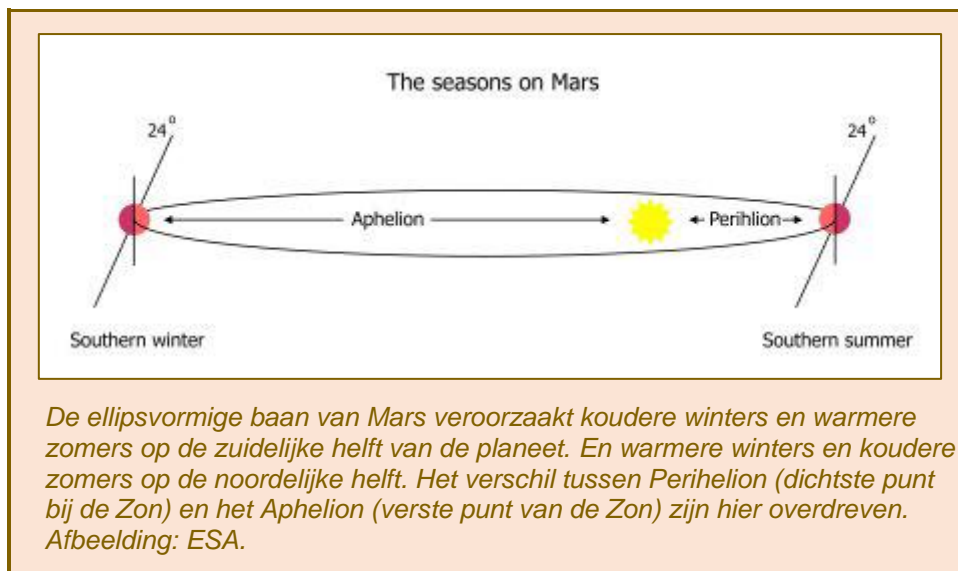 The seasons on Mars
24° 24°
Aphelion Perihlion
Southern winter Southern summer
De ellipsvormige baan van Mars veroorzaakt koudere winters en warmere
zomers op de zuidelijke helft van de planeet. En warmere winters en koudere
zomers op de noordelijke helft. Het verschil tussen Perihelion (dichtste punt
bij de Zon) en het Aphelion (verste punt van de Zon) zijn hier overdreven.
Afbeelding: ESA.